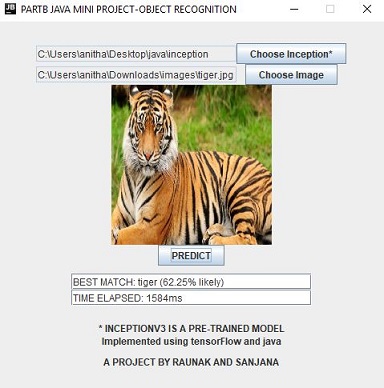 PARTB JAVA MINI PROJECT-OBJECT RECOGNITION
C:\Users\anitha\Desktop\java\inception Choose Inception*
C:\Users\anitha\Downloads\images\tiger.jpg Choose Image
PREDICT
BEST MATCH: tiger (62.25% likely)
TIME ELAPSED: 1584ms
* INCEPTIONV3 IS A PRE-TRAINED MODEL
Implemented using tensorFlow and java
A PROJECT BY RAUNAK AND SANJANA